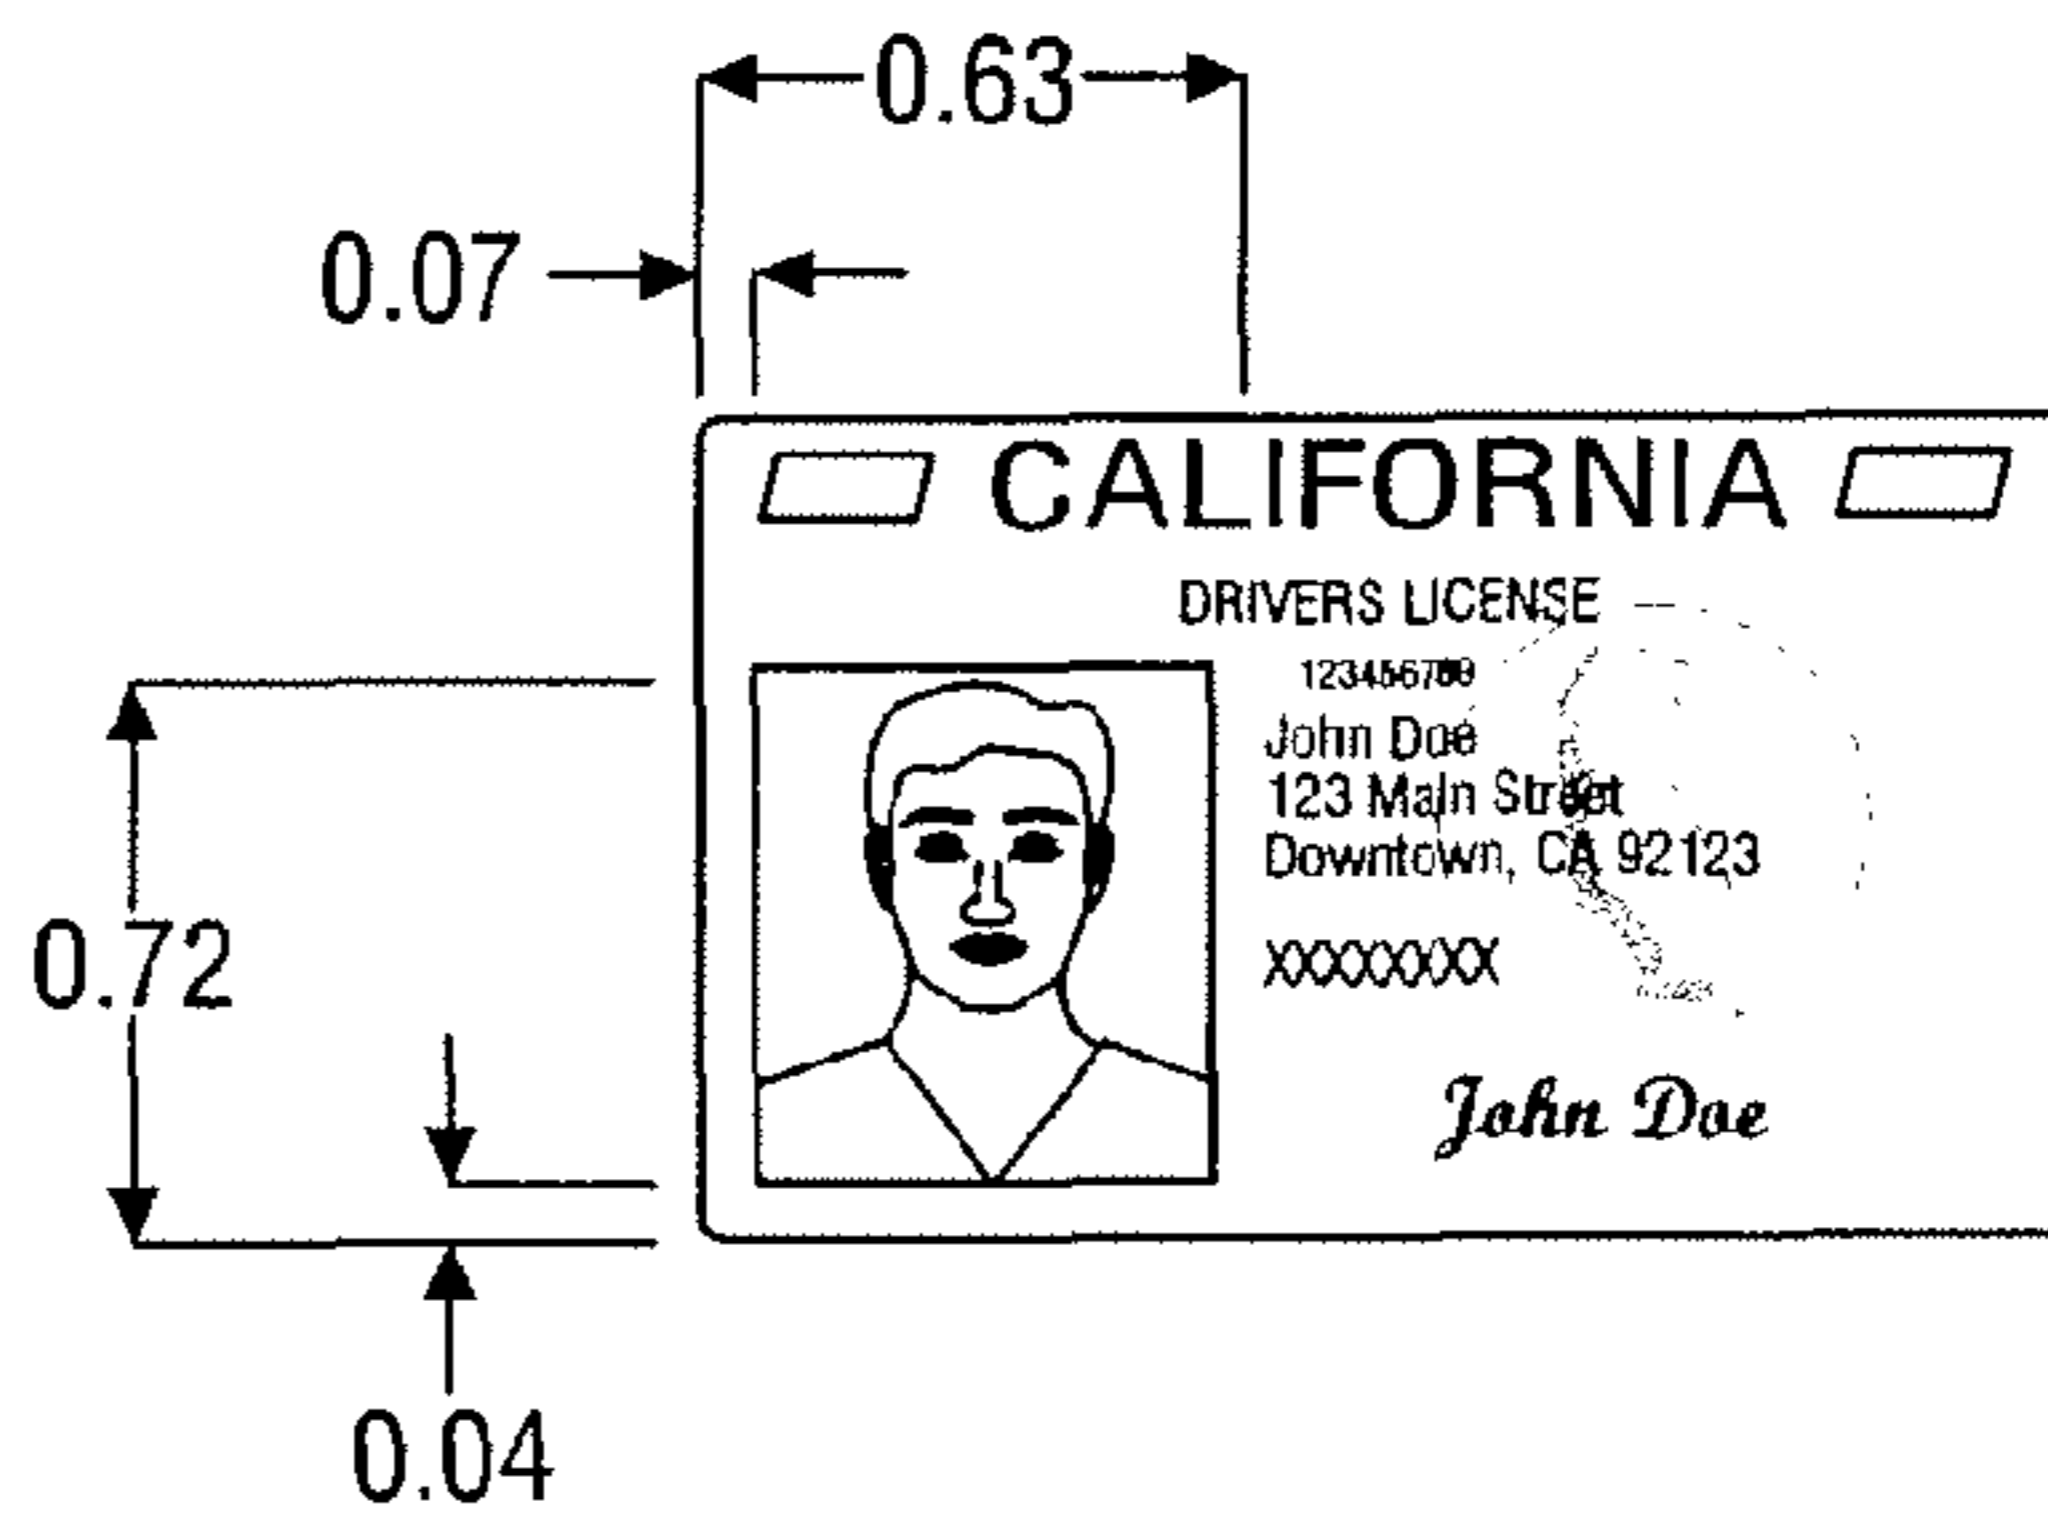 0.63
0.07
CALIFORNIA
DRIVERS LICENSE
123456789
John Doe
123 Main Street
Downtown, CA 92123
0.72
XXXXXXXX
John Doe
0.04